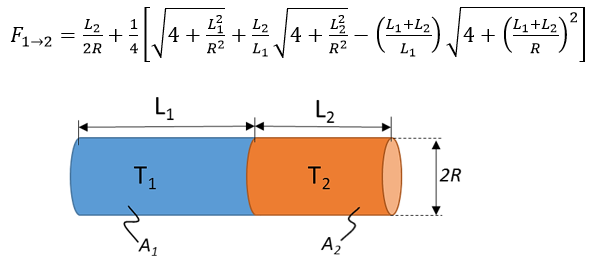 F₁→₂ = L₂/2R + 1/4 [ √(4 + L₁²/R²) + L₂/L₁ √(4 + L₂²/R²) − ((L₁+L₂)/L₁) √(4 + ((L₁+L₂)/R)²) ]
L₁ L₂
T₁ T₂ 2R
A₁ A₂